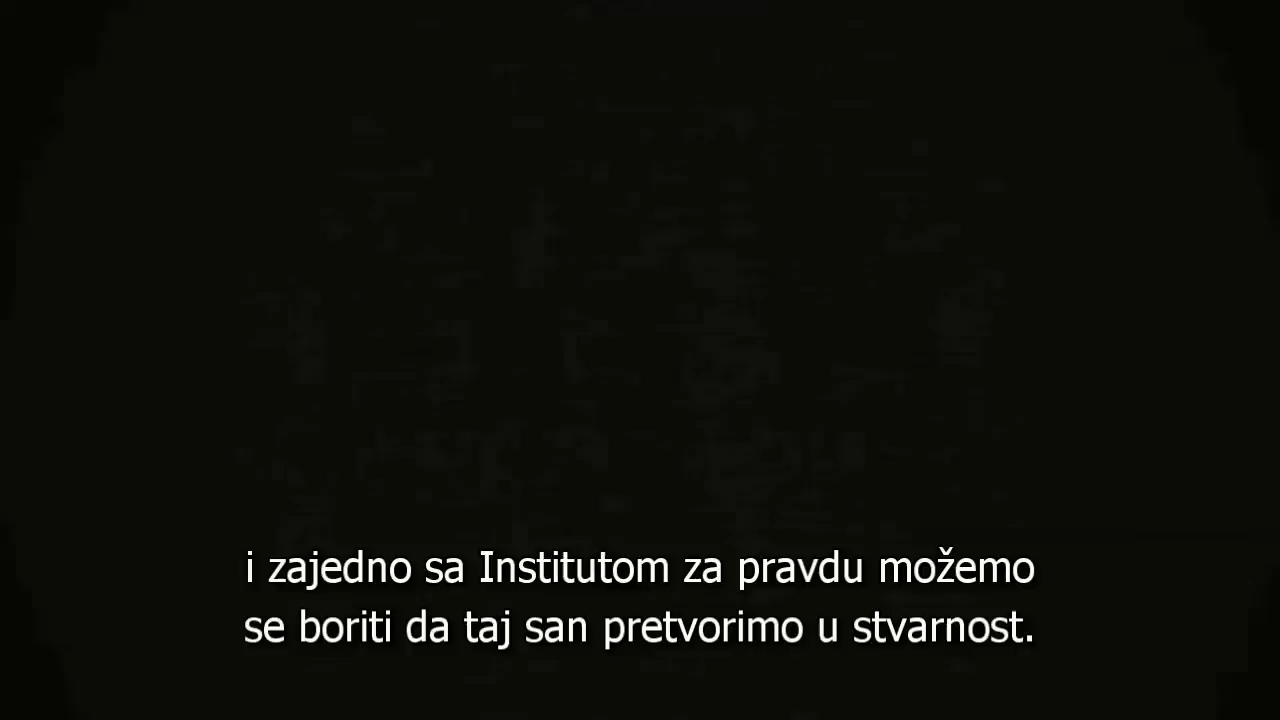 i zajedno sa Institutom za pravdu možemo
se boriti da taj san pretvorimo u stvarnost.